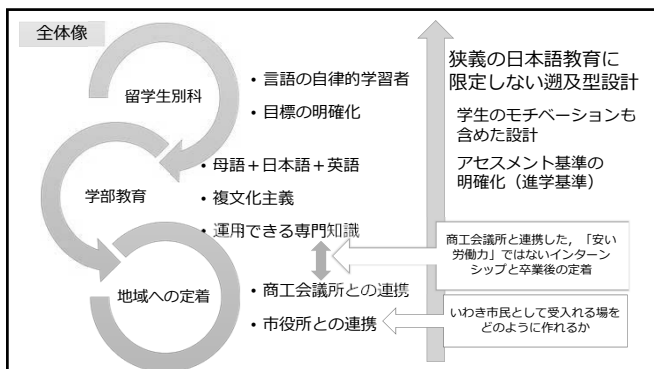 全体像
留学生別科
• 言語の自律的学習者
• 目標の明確化
学部教育
• 母語＋日本語＋英語
• 複文化主義
• 運用できる専門知識
地域への定着
• 商工会議所との連携
• 市役所との連携
狭義の日本語教育に
限定しない遡及型設計
学生のモチベーションも
含めた設計
アセスメント基準の
明確化（進学基準）
商工会議所と連携した，「安い
労働力」ではないインターン
シップと卒業後の定着
いわき市民として受入れる場を
どのように作れるか